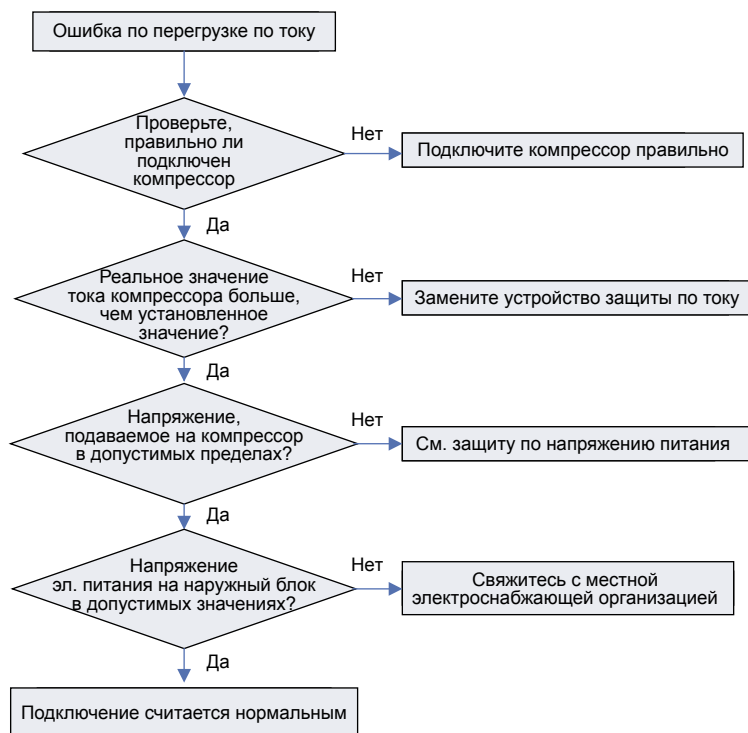 Ошибка по перегрузке по току
Проверьте,
правильно ли
подключен
компрессор
Нет
Подключите компрессор правильно
Да
Реальное значение
тока компрессора больше,
чем установленное
значение?
Нет
Замените устройство защиты по току
Да
Напряжение,
подаваемое на компрессор
в допустимых пределах?
Нет
См. защиту по напряжению питания
Да
Напряжение
эл. питания на наружный блок
в допустимых значениях?
Нет
Свяжитесь с местной
электроснабжающей организацией
Да
Подключение считается нормальным